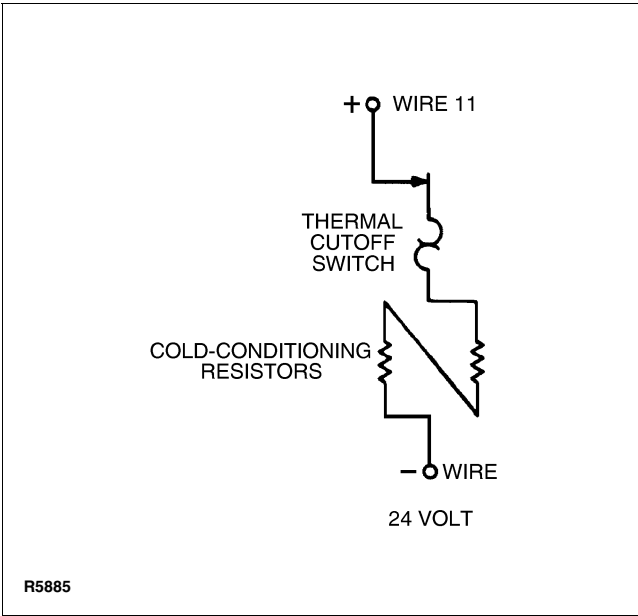 + WIRE 11
THERMAL
CUTOFF
SWITCH
COLD-CONDITIONING
RESISTORS
− WIRE
24 VOLT
R5885